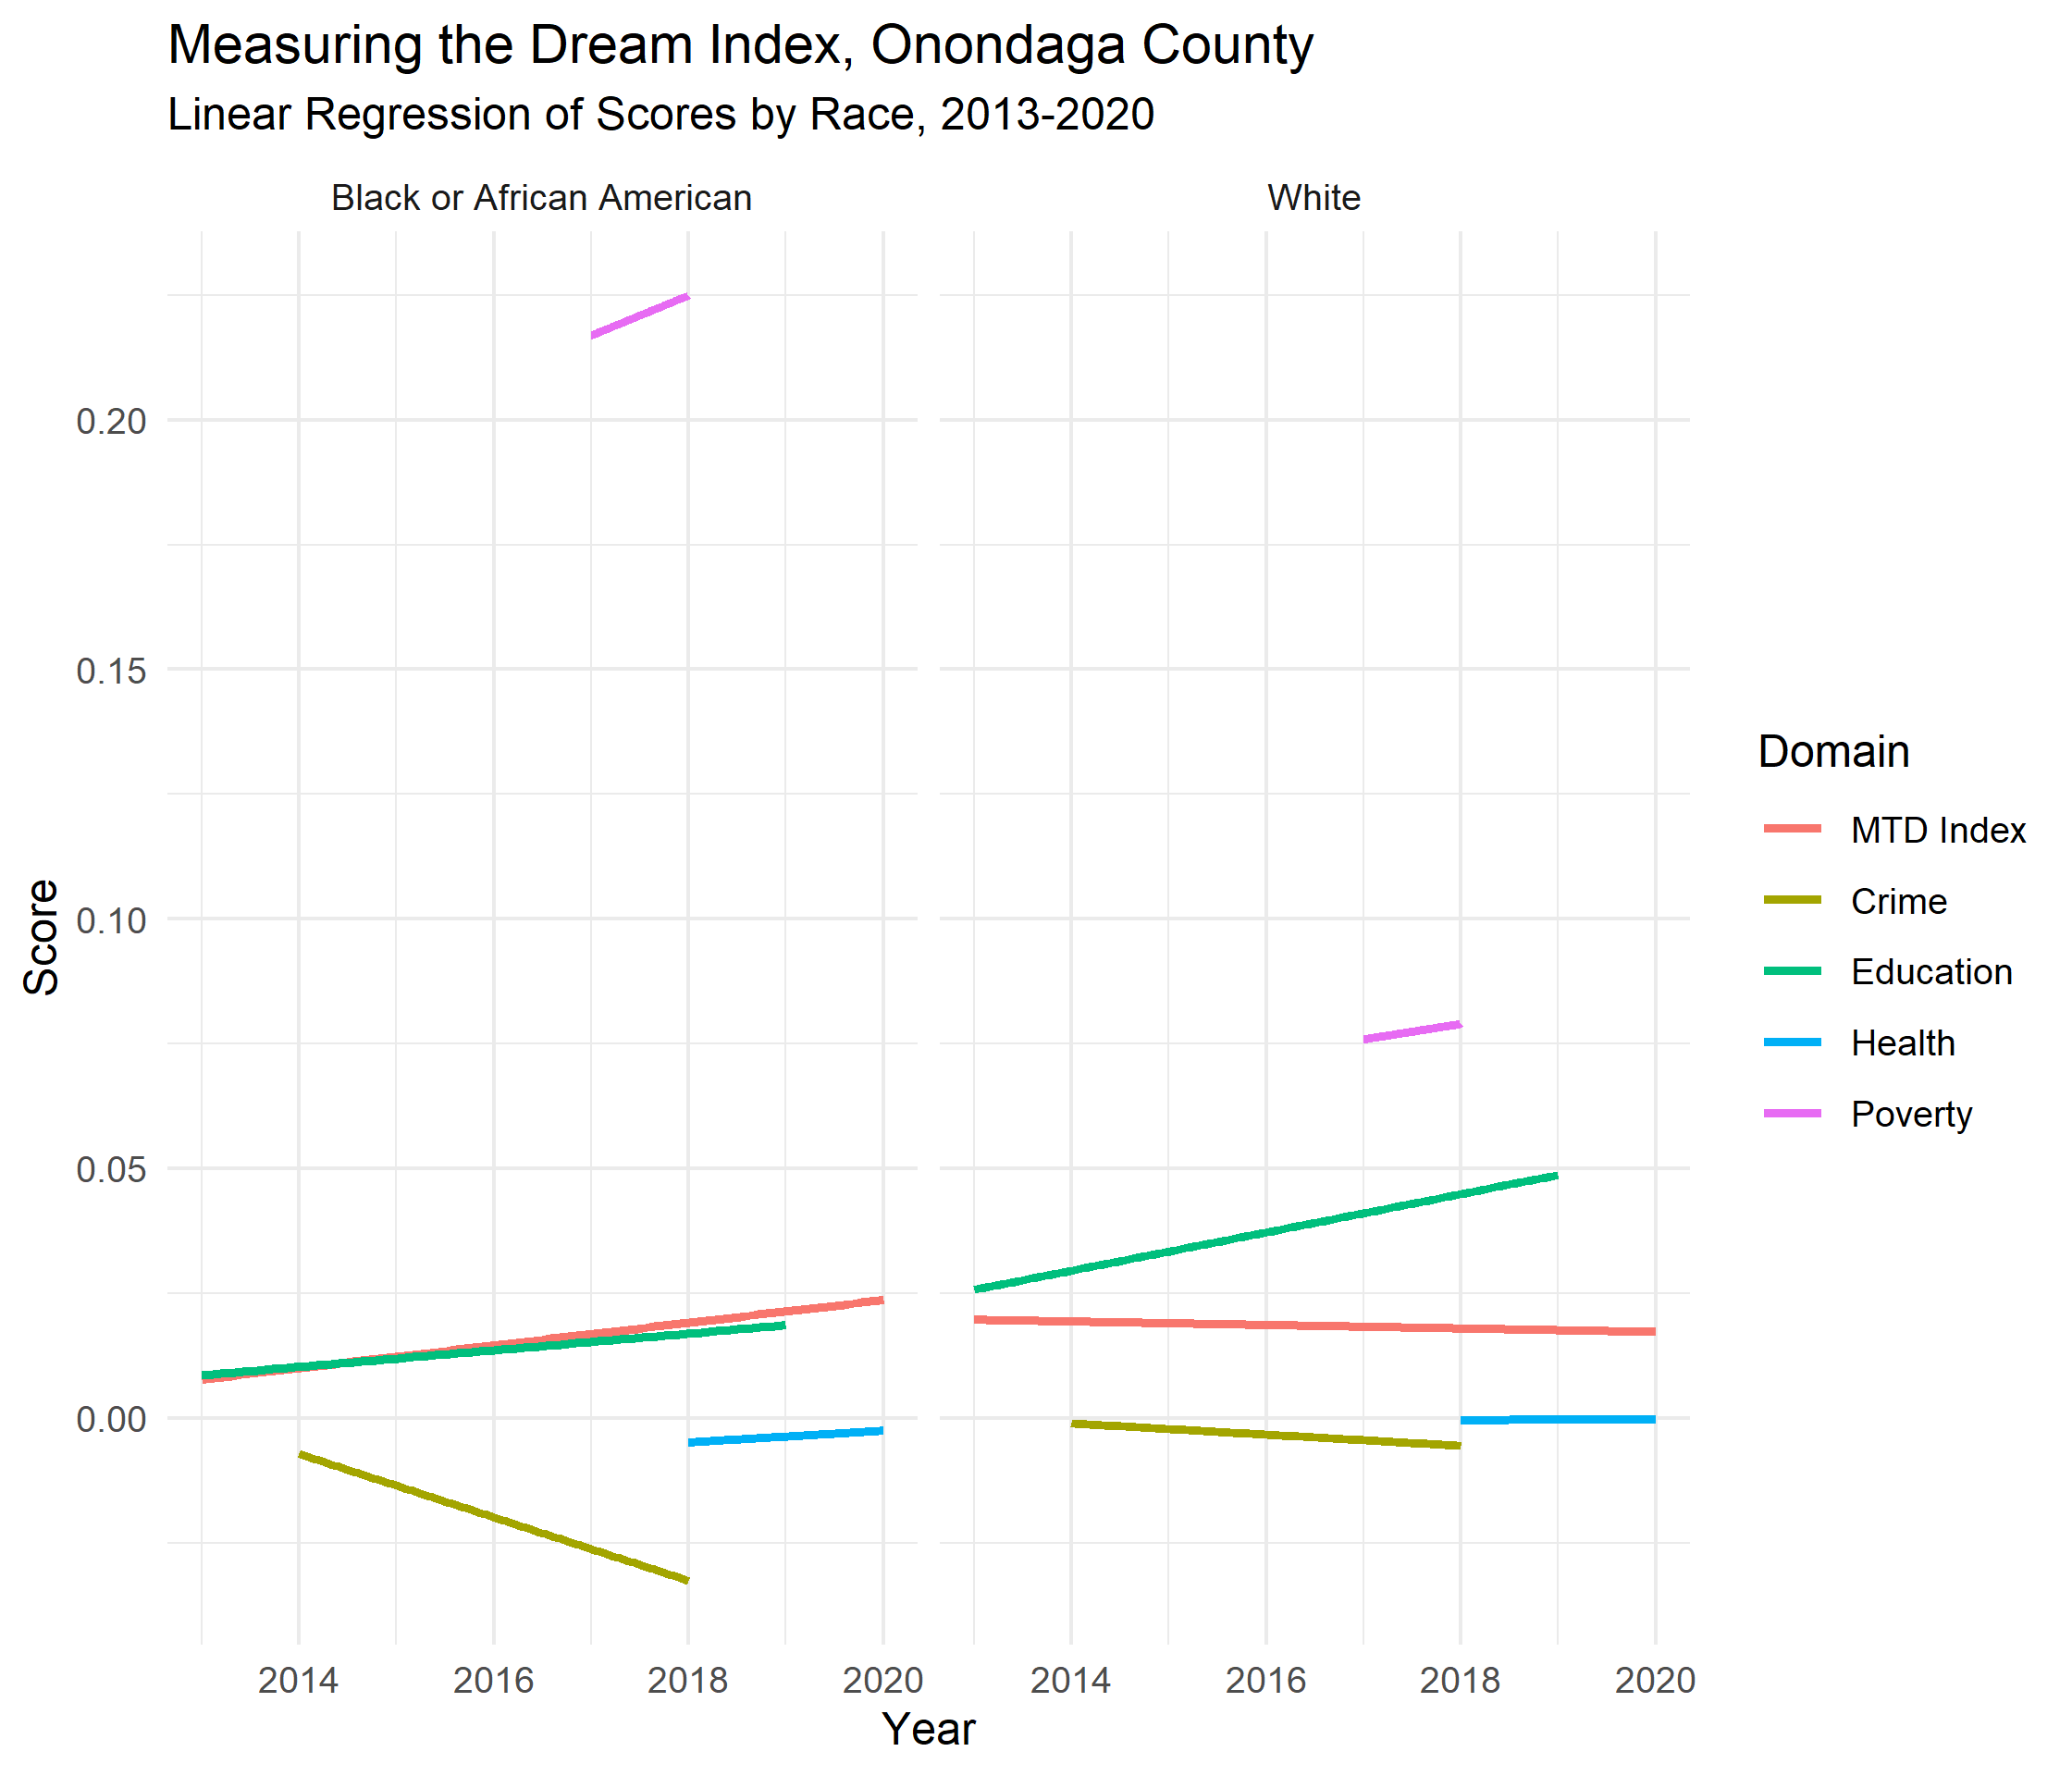 Measuring the Dream Index, Onondaga County
Linear Regression of Scores by Race, 2013-2020
Black or African American
White
0.20
0.15
0.10
0.05
0.00
Score
2014 2016 2018 2020
2014 2016 2018 2020
Year
Domain
MTD Index
Crime
Education
Health
Poverty